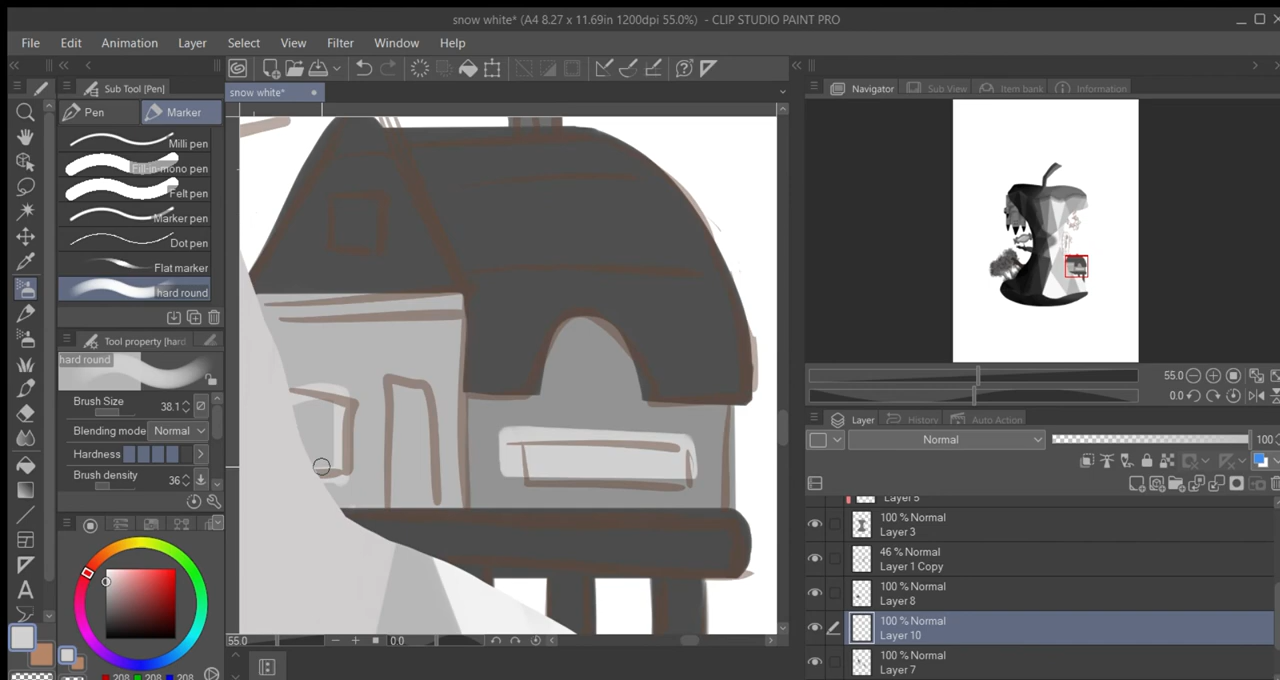 snow white* (A4 8.27 x 11.69in 1200dpi 55.0%) - CLIP STUDIO PAINT PRO
File Edit Animation Layer Select View Filter Window Help
Sub Tool [Pen]
snow white*
Navigator Sub View Item bank Information
Pen Marker
Milli pen
Fill-in-mono pen
Felt pen
Marker pen
Dot pen
Flat marker
hard round
Tool property [hard
hard round
Brush Size 38.1
Blending mode Normal
Hardness
Brush density 36
55.0
0.0
Layer History Auto Action
Normal 100
Layer 5
100 % Normal
Layer 3
46 % Normal
Layer 1 Copy
100 % Normal
Layer 8
100 % Normal
Layer 10
100 % Normal
Layer 7
A
55.0 0 0
208 208 208